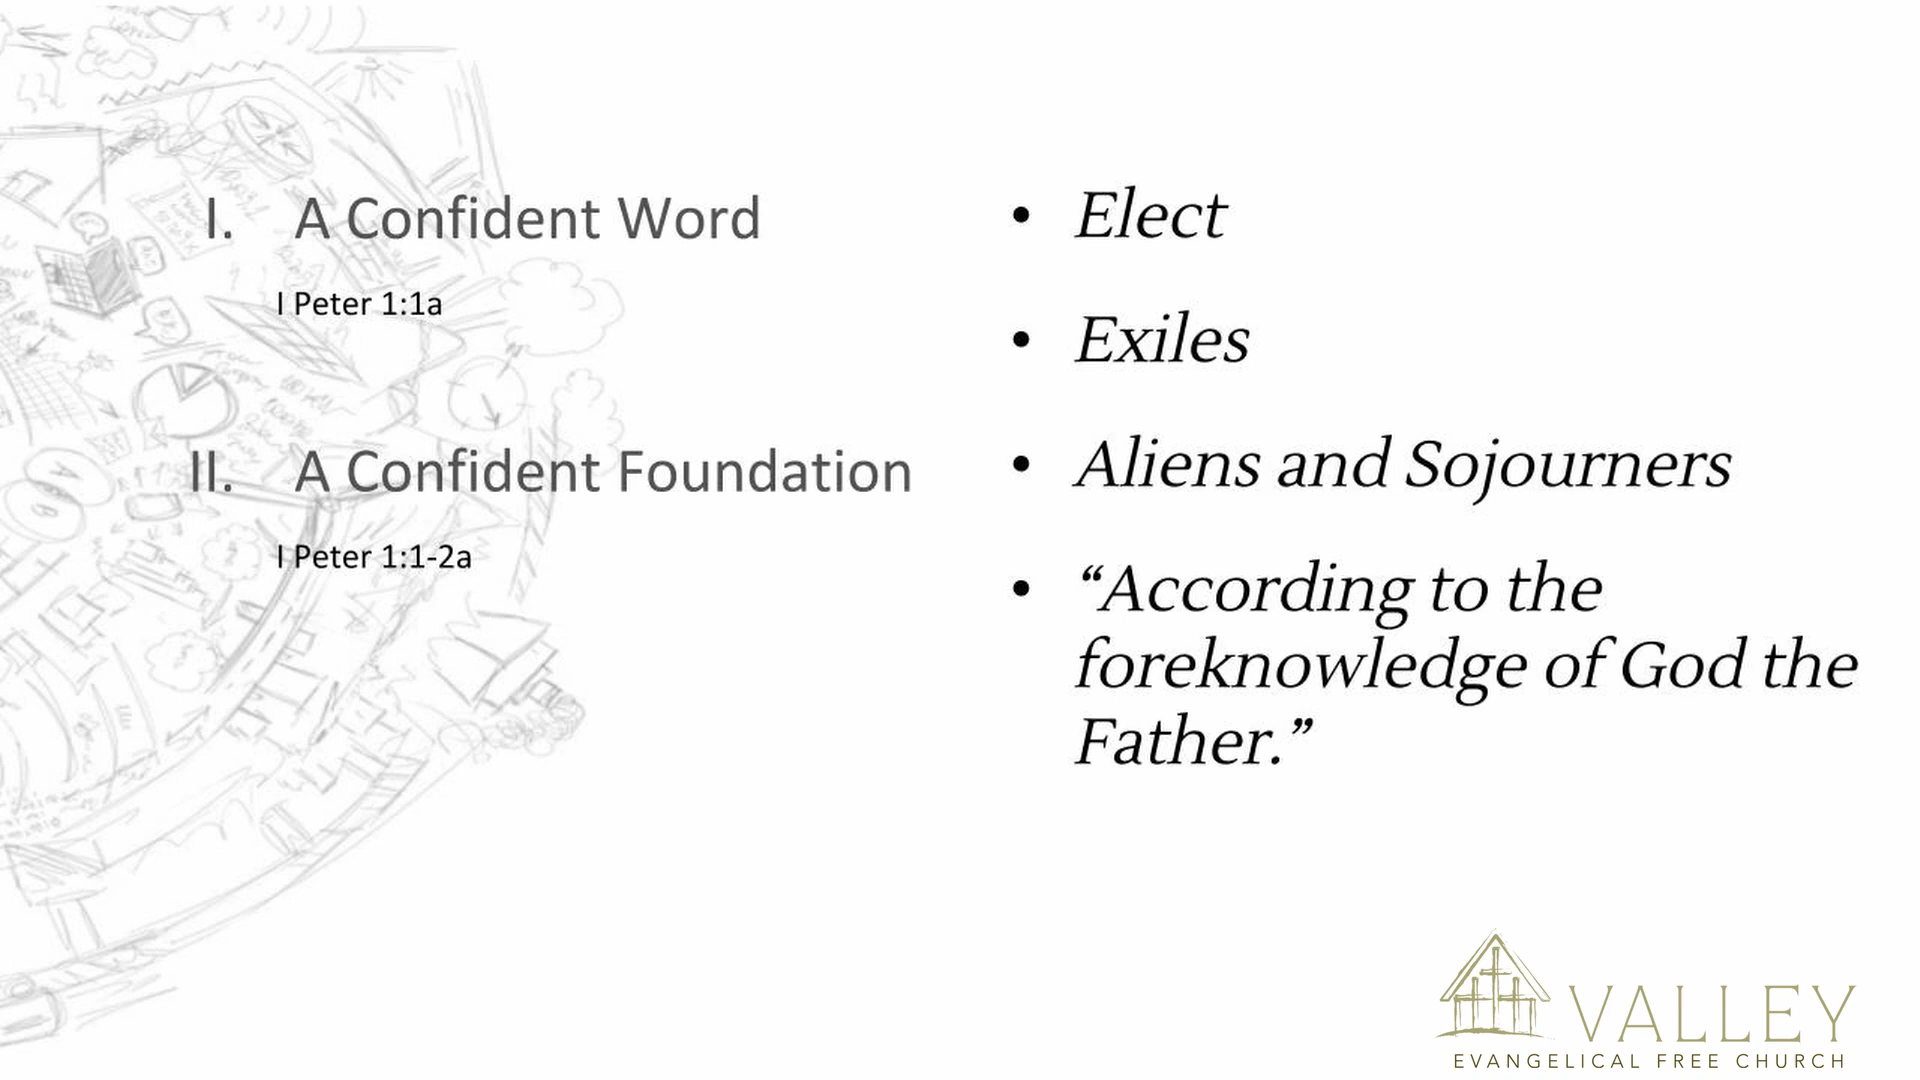 I. A Confident Word
I Peter 1:1a
II. A Confident Foundation
I Peter 1:1-2a
• Elect
• Exiles
• Aliens and Sojourners
• “According to the
foreknowledge of God the
Father.”
VALLEY
EVANGELICAL FREE CHURCH